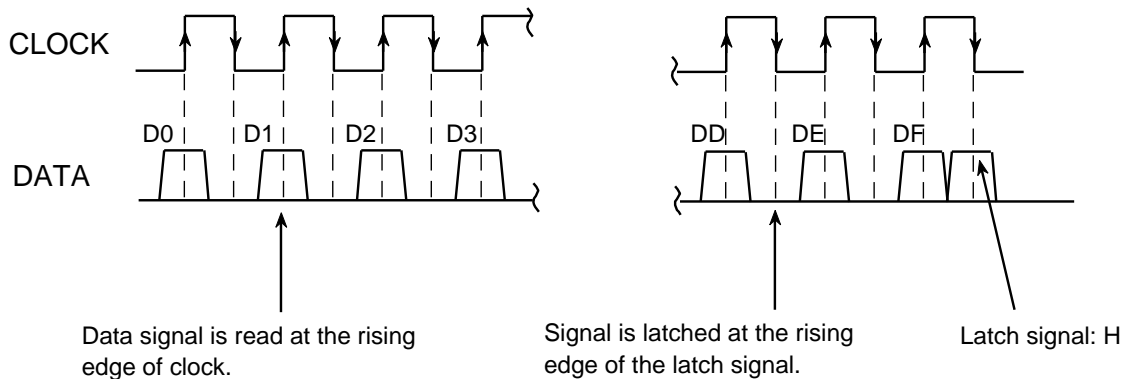 CLOCK
D0 D1 D2 D3 DD DE DF
DATA
Data signal is read at the rising
edge of clock.
Signal is latched at the rising
edge of the latch signal.
Latch signal: H